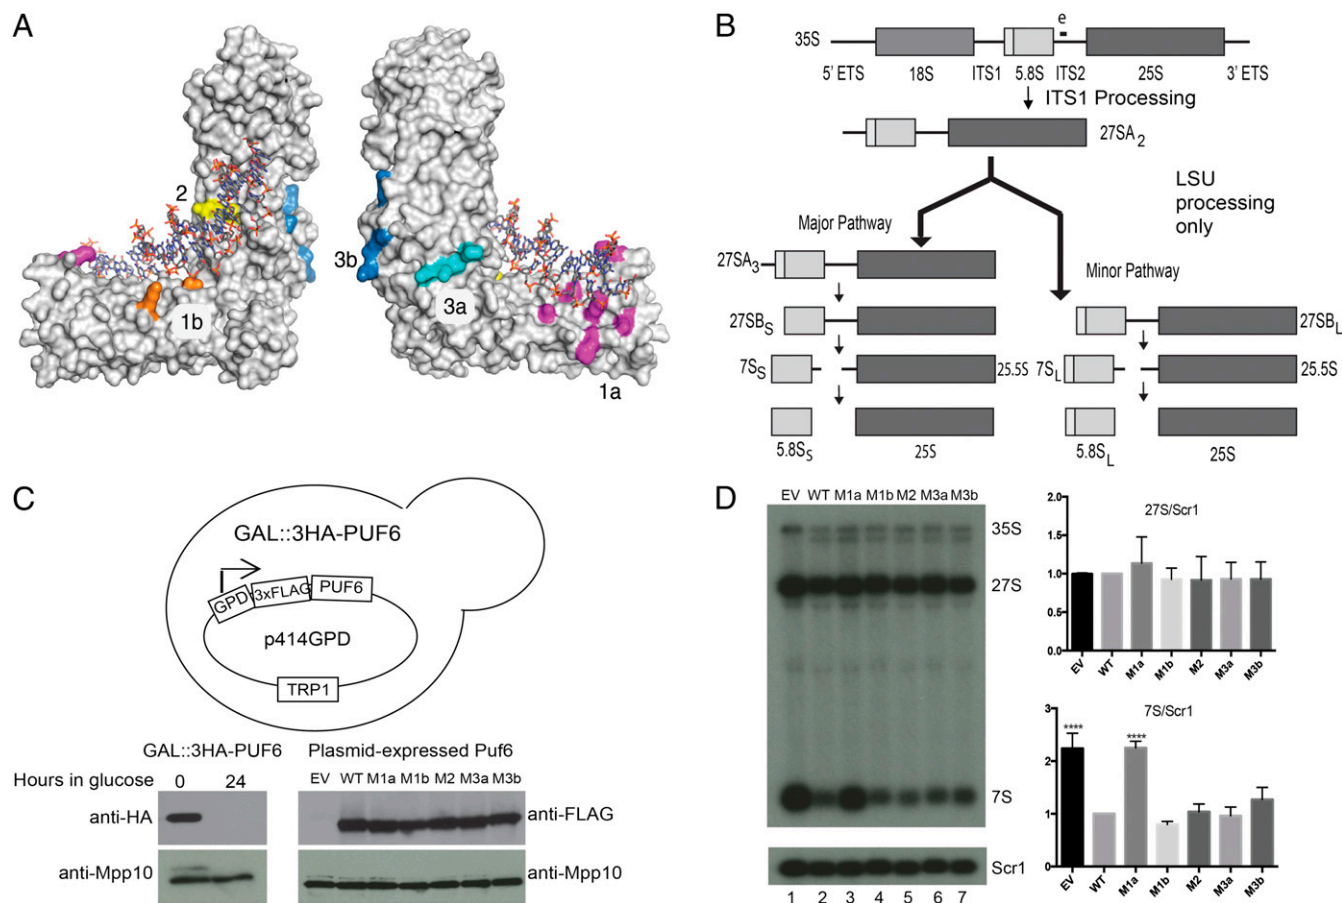 A
2
1b
3b
3a
1a
B
e
35S
5' ETS
18S
ITS1
5.8S
ITS2
25S
3' ETS
ITS1 Processing
27SA2
LSU
processing
only
Major Pathway
Minor Pathway
27SA3
27SBS
27SBL
7SS
25.5S
7SL
25.5S
5.8SS
25S
5.8SL
25S
C
GAL::3HA-PUF6
GPD
3xFLAG
PUF6
p414GPD
TRP1
GAL::3HA-PUF6
Plasmid-expressed Puf6
Hours in glucose 0 24
EV WT M1a M1b M2 M3a M3b
anti-HA
anti-FLAG
anti-Mpp10
anti-Mpp10
D
EV WT M1a M1b M2 M3a M3b
35S
27S
7S
Scr1
1 2 3 4 5 6 7
27S/Scr1
2.0
1.5
1.0
0.5
0.0
EV WT M1a M1b M2 M3a M3b
7S/Scr1
3
2
1
0
**** ****
EV WT M1a M1b M2 M3a M3b